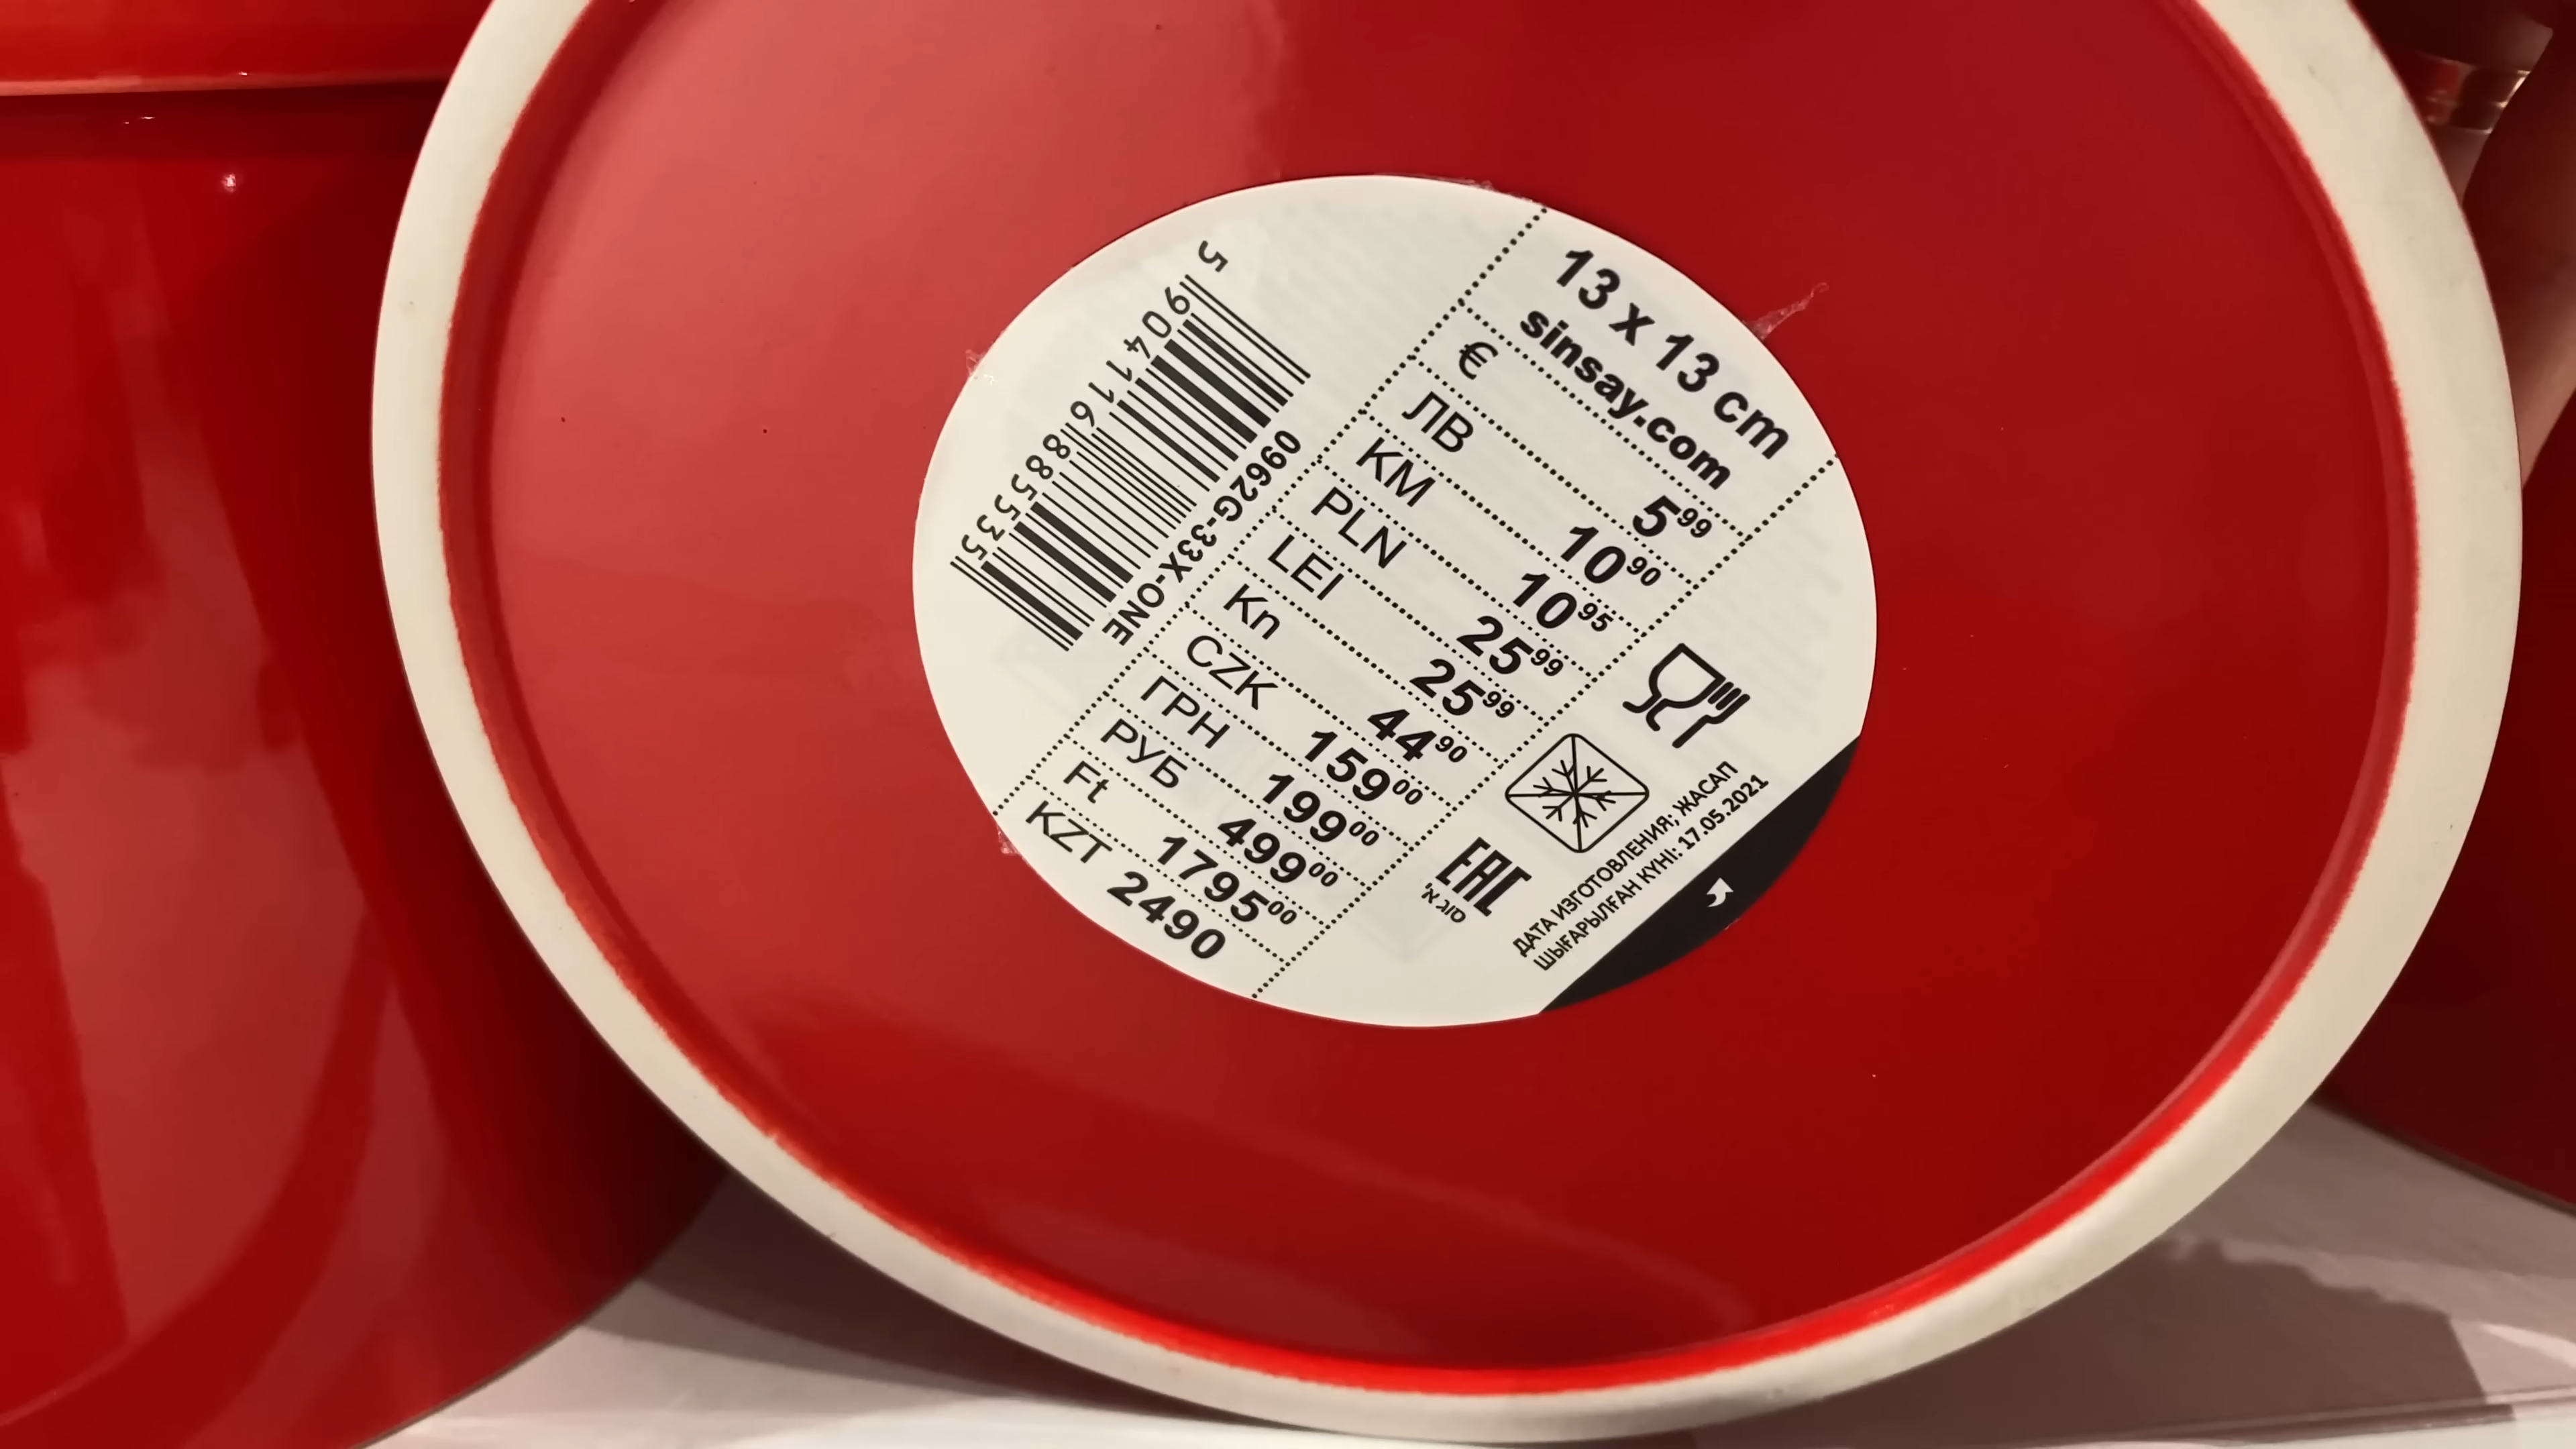 13 x 13 cm
sinsay.com
€ 5⁹⁹
ЛВ 10⁹⁰
KM 10⁹⁵
PLN 25⁹⁹
LEI 25⁹⁹
Kn 44⁹⁰
CZK 159⁰⁰
ГРН 199⁰⁰
РУБ 499⁰⁰
Ft 1795⁰⁰
KZT 2490
5 904116 885535
0962G-33X-ONE
EAC
סוג א'
ДАТА ИЗГОТОВЛЕНИЯ; ЖАСАП
ШЫҒАРЫЛҒАН КҮНІ: 17.05.2021